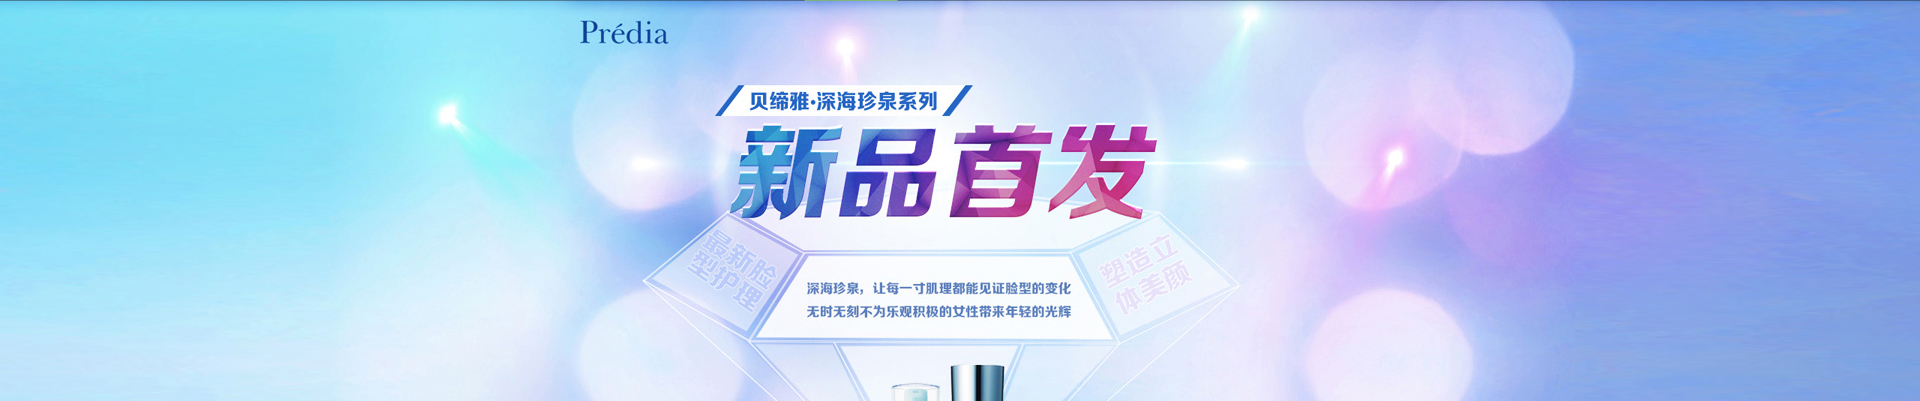 Prédia
贝缔雅·深海珍泉系列
新品首发
最新脸
型护理
塑造立
体美颜
深海珍泉，让每一寸肌理都能见证脸型的变化
无时无刻不为乐观积极的女性带来年轻的光辉